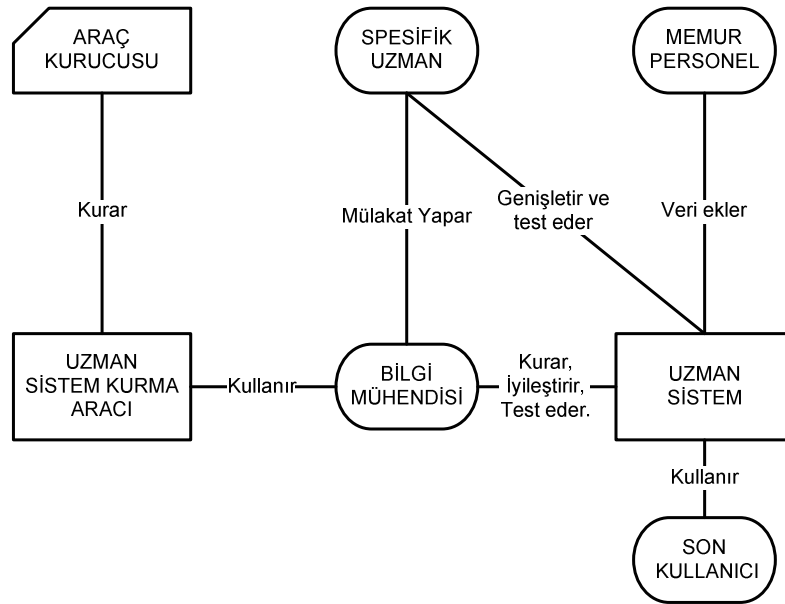 ARAÇ
KURUCUSU
SPESİFİK
UZMAN
MEMUR
PERSONEL
Kurar
Mülakat Yapar
Genişletir ve
test eder
Veri ekler
UZMAN
SİSTEM KURMA
ARACI
Kullanır
BİLGİ
MÜHENDİSİ
Kurar,
İyileştirir,
Test eder.
UZMAN
SİSTEM
Kullanır
SON
KULLANICI